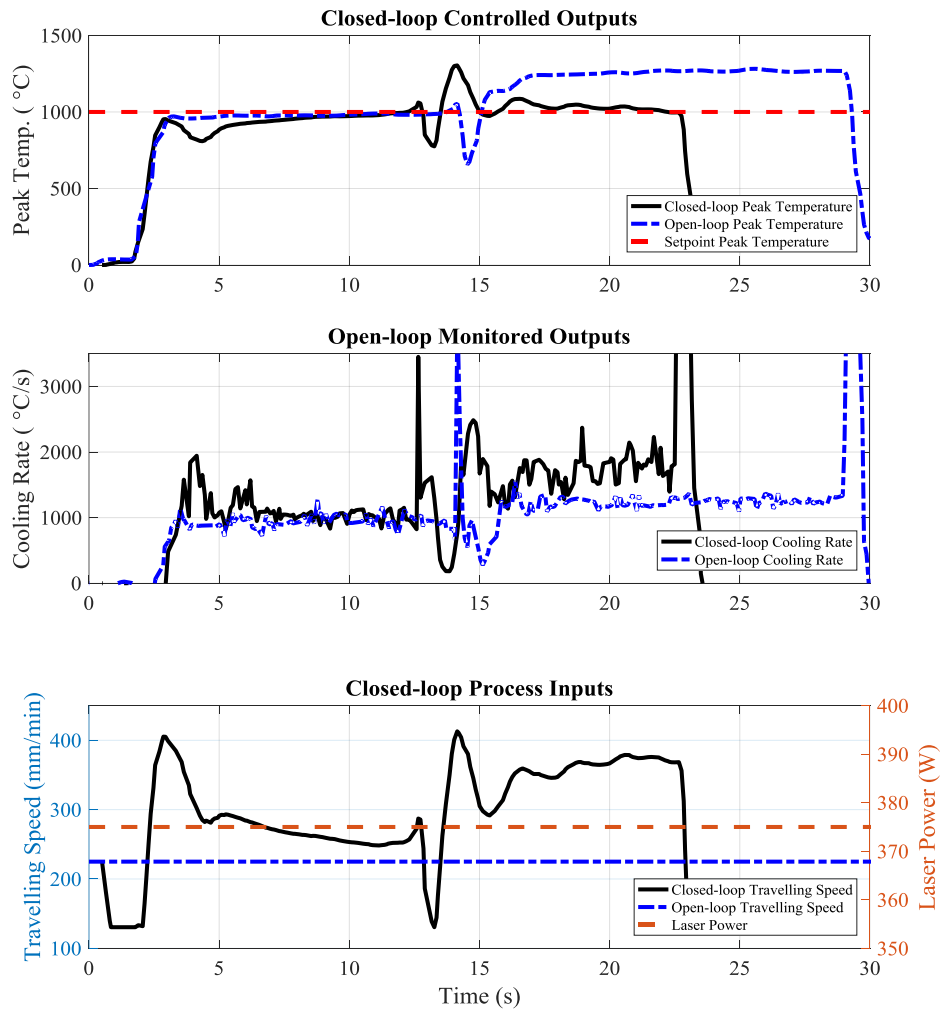 Closed-loop Controlled Outputs
Peak Temp. ( °C)
1500
1000
500
0
Closed-loop Peak Temperature
Open-loop Peak Temperature
Setpoint Peak Temperature
0 5 10 15 20 25 30
Open-loop Monitored Outputs
Cooling Rate ( °C/s)
3000
2000
1000
0
Closed-loop Cooling Rate
Open-loop Cooling Rate
0 5 10 15 20 25 30
Closed-loop Process Inputs
Travelling Speed (mm/min)
400
300
200
100
Closed-loop Travelling Speed
Open-loop Travelling Speed
Laser Power
400
390
380
370
360
350
Laser Power (W)
0 5 10 15 20 25 30
Time (s)